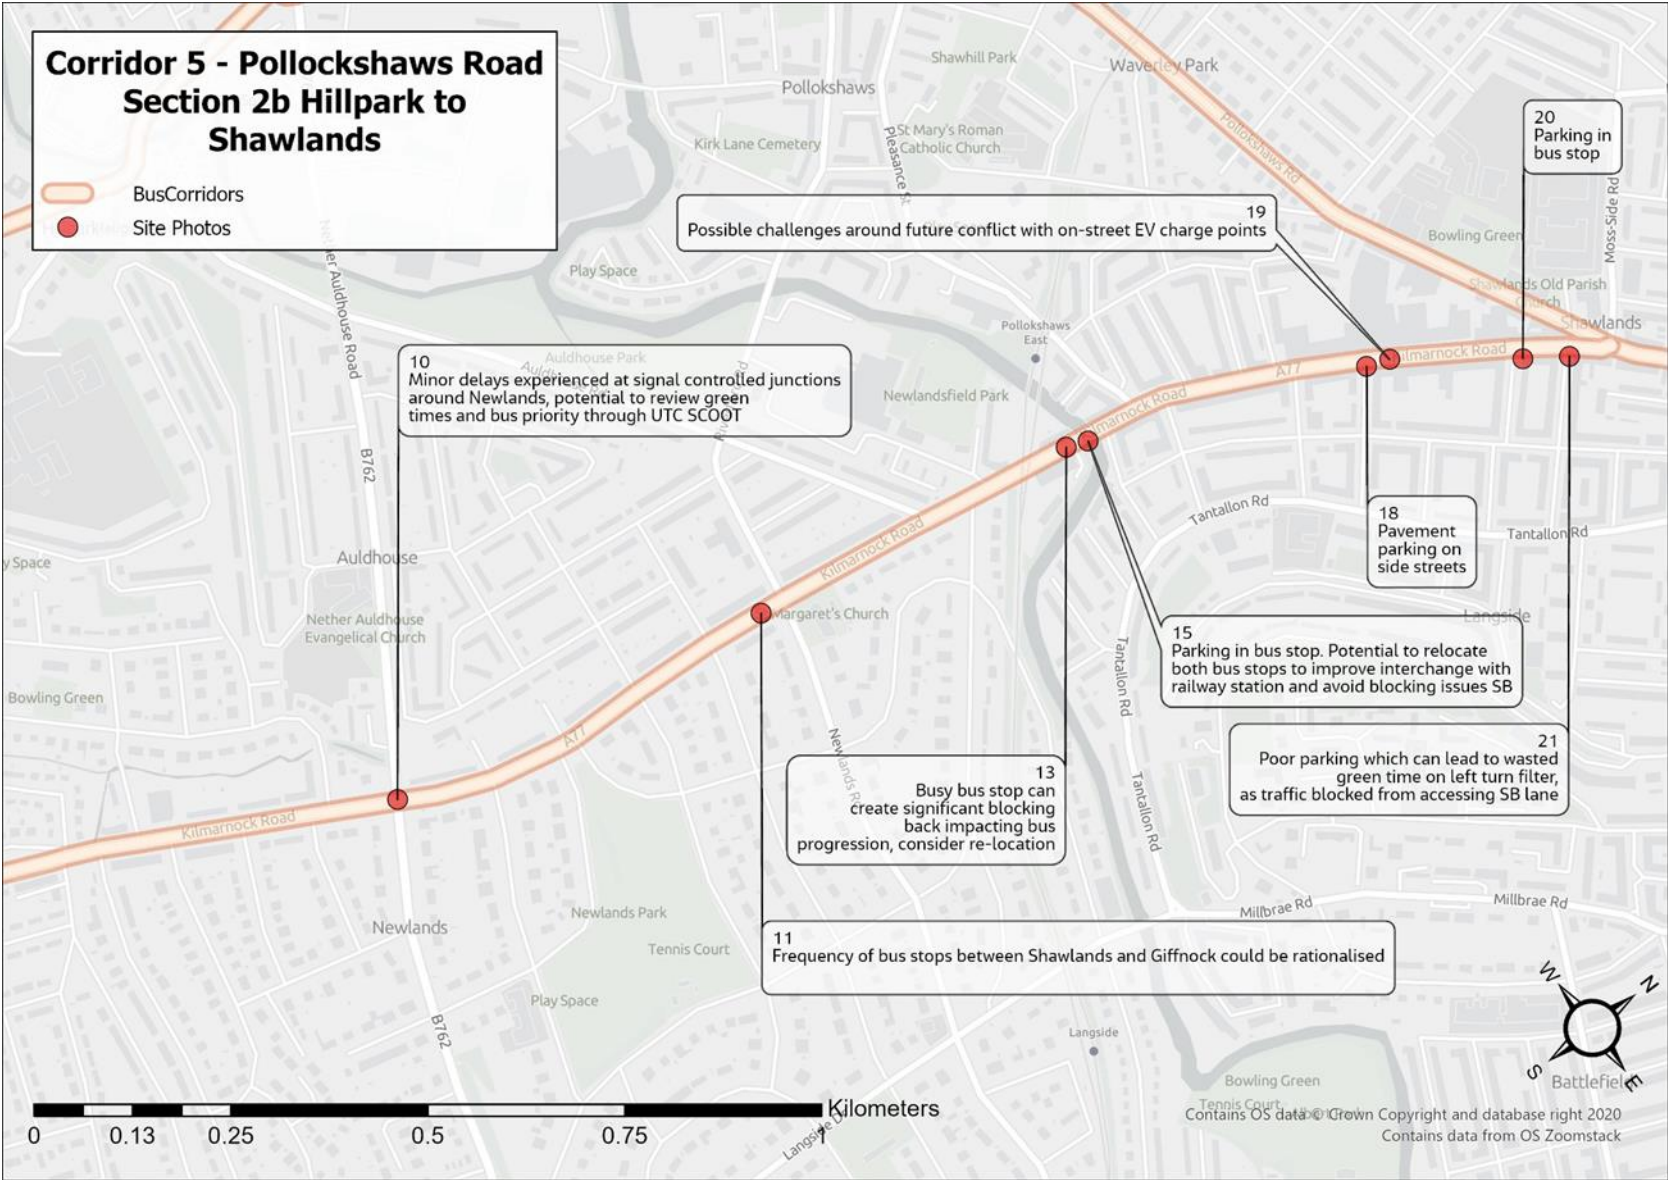 Corridor 5 - Pollockshaws Road
Section 2b Hillpark to
Shawlands
BusCorridors
Site Photos
Shawhill Park
Waverley Park
Pollokshaws
Kirk Lane Cemetery
St Mary's Roman
Catholic Church
Pleasance St
Pollokshaws Rd
20
Parking in
bus stop
Moss-Side Rd
19
Possible challenges around future conflict with on-street EV charge points
Bowling Green
Play Space
Nether Auldhouse Road
Shawlands Old Parish
Church
Shawlands
Pollokshaws
East
Kilmarnock Road
A77
Auldhouse Park
10
Minor delays experienced at signal controlled junctions
around Newlands, potential to review green
times and bus priority through UTC SCOOT
Newlandsfield Park
Kilmarnock Road
B762
Tantallon Rd
18
Pavement
parking on
side streets
Tantallon Rd
Kilmarnock Road
Auldhouse
y Space
Nether Auldhouse
Evangelical Church
Margaret's Church
Langside
15
Parking in bus stop. Potential to relocate
both bus stops to improve interchange with
railway station and avoid blocking issues SB
Tantallon Rd
Bowling Green
A77
Newlands Rd
21
Poor parking which can lead to wasted
green time on left turn filter,
as traffic blocked from accessing SB lane
13
Busy bus stop can
create significant blocking
back impacting bus
progression, consider re-location
Tantallon Rd
Kilmarnock Road
Newlands
Newlands Park
Tennis Court
Millbrae Rd
Millbrae Rd
11
Frequency of bus stops between Shawlands and Giffnock could be rationalised
Play Space
B762
Langside
W
N
S
E
Battlefield
Bowling Green
Tennis Court
Kilometers
0
0.13
0.25
0.5
0.75
1
Contains OS data © Crown Copyright and database right 2020
Contains data from OS Zoomstack